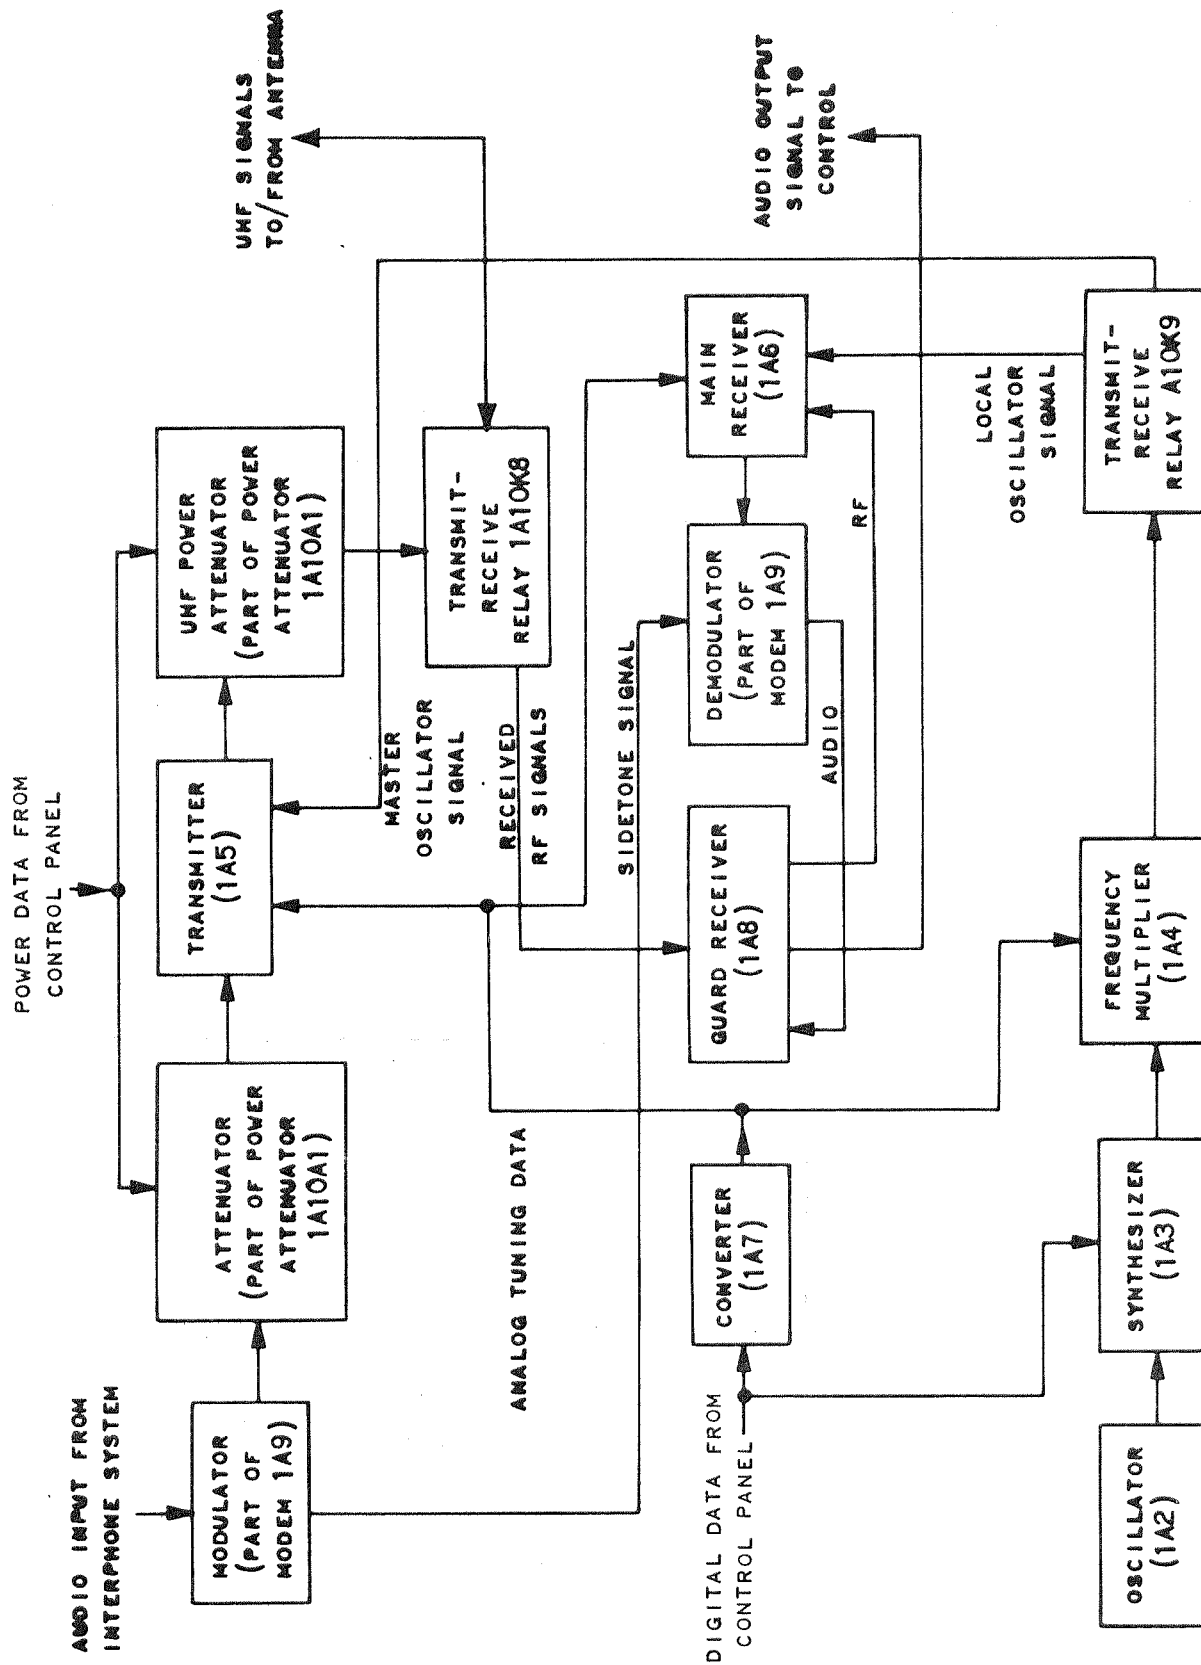 AUDIO INPUT FROM
INTERPHONE SYSTEM
MODULATOR
(PART OF
MODEM 1A9)
ATTENUATOR
(PART OF POWER
ATTENUATOR
1A10A1)
POWER DATA FROM
CONTROL PANEL
TRANSMITTER
(1A5)
UHF POWER
ATTENUATOR
(PART OF POWER
ATTENUATOR
1A10A1)
UHF SIGNALS
TO/FROM ANTENNA
MASTER
OSCILLATOR
SIGNAL
TRANSMIT-
RECEIVE
RELAY 1A10K8
RECEIVED
RF SIGNALS
ANALOG TUNING DATA
SIDETONE SIGNAL
DIGITAL DATA FROM
CONTROL PANEL
CONVERTER
(1A7)
GUARD RECEIVER
(1A8)
DEMODULATOR
(PART OF
MODEM 1A9)
MAIN
RECEIVER
(1A6)
AUDIO OUTPUT
SIGNAL TO
CONTROL
AUDIO
RF
LOCAL
OSCILLATOR
SIGNAL
OSCILLATOR
(1A2)
SYNTHESIZER
(1A3)
FREQUENCY
MULTIPLIER
(1A4)
TRANSMIT-
RECEIVE
RELAY A10K9